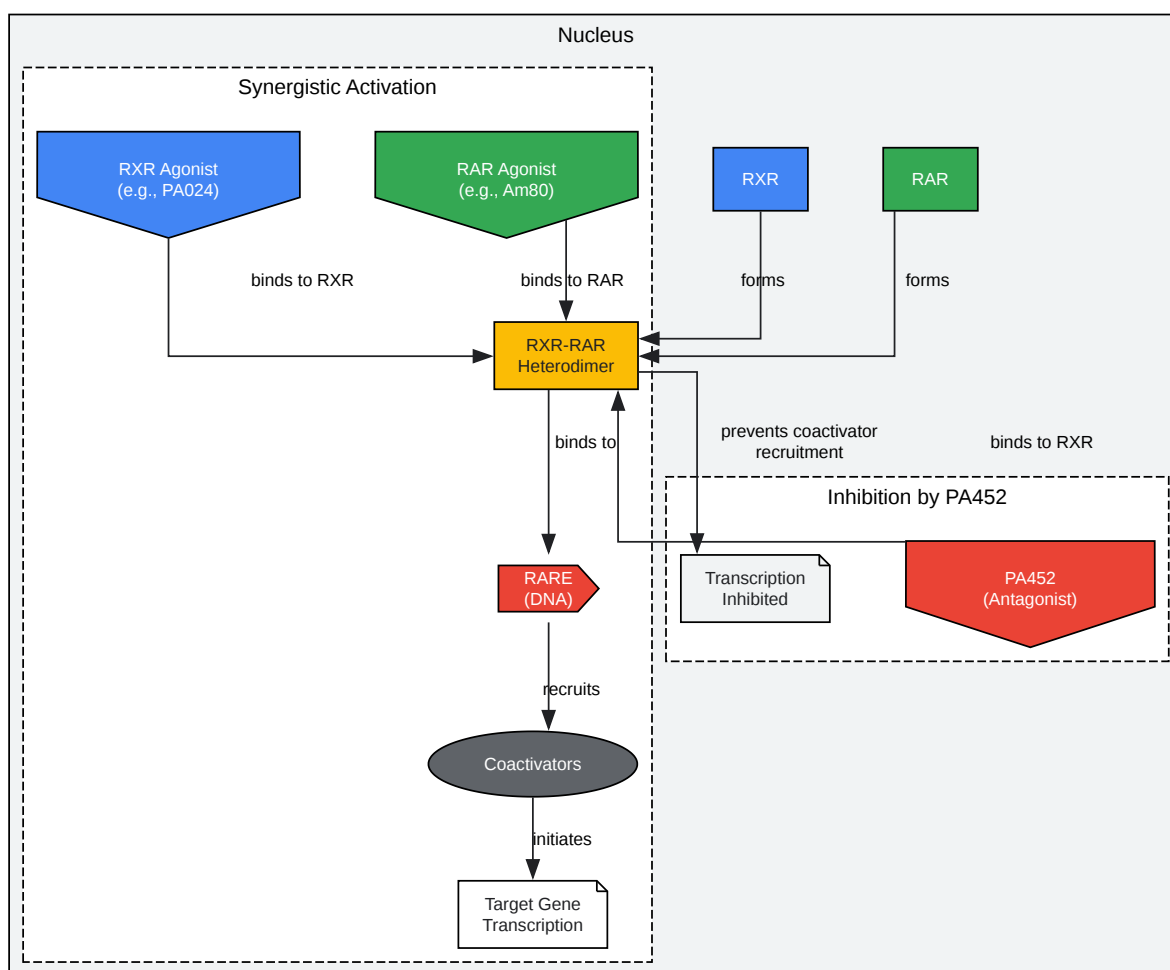 Nucleus
Synergistic Activation
RXR Agonist
(e.g., PA024)
RAR Agonist
(e.g., Am80)
RXR
RAR
binds to RXR
binds to RAR
forms
forms
RXR-RAR
Heterodimer
binds to
prevents coactivator
recruitment
binds to RXR
Inhibition by PA452
RARE
(DNA)
Transcription
Inhibited
PA452
(Antagonist)
recruits
Coactivators
initiates
Target Gene
Transcription